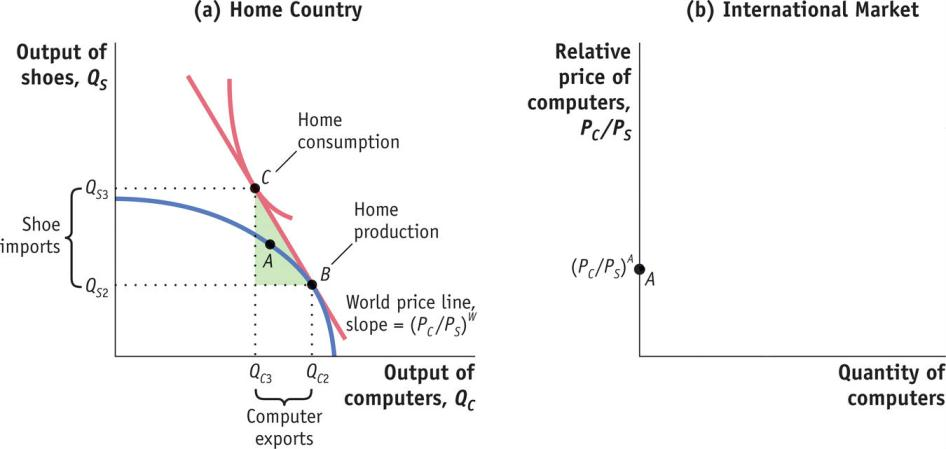 (a) Home Country
Output of
shoes, QS
Home
consumption
C
QS3
Shoe
imports
Home
production
A
B
QS2
World price line,
slope = (PC/PS)W
QC3 QC2
Output of
computers, QC
Computer
exports
(b) International Market
Relative
price of
computers,
PC/PS
(PC/PS)A
A
Quantity of
computers